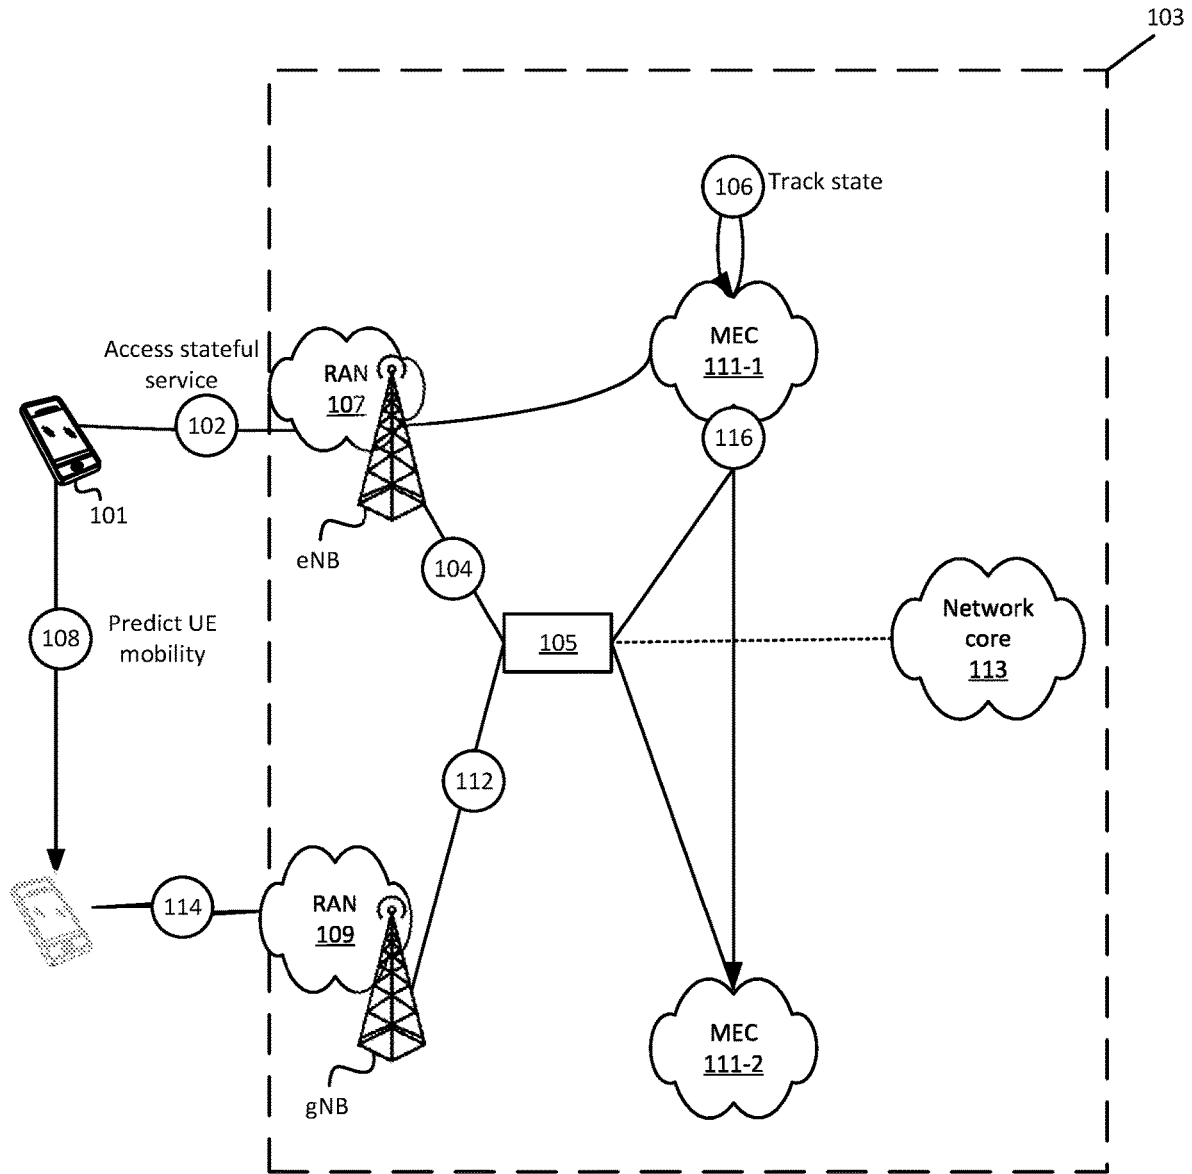 103
106
Track state
MEC
111-1
Access stateful
service
RAN
107
102
116
101
eNB
104
Network
core
113
108
Predict UE
mobility
105
112
RAN
109
114
MEC
111-2
gNB